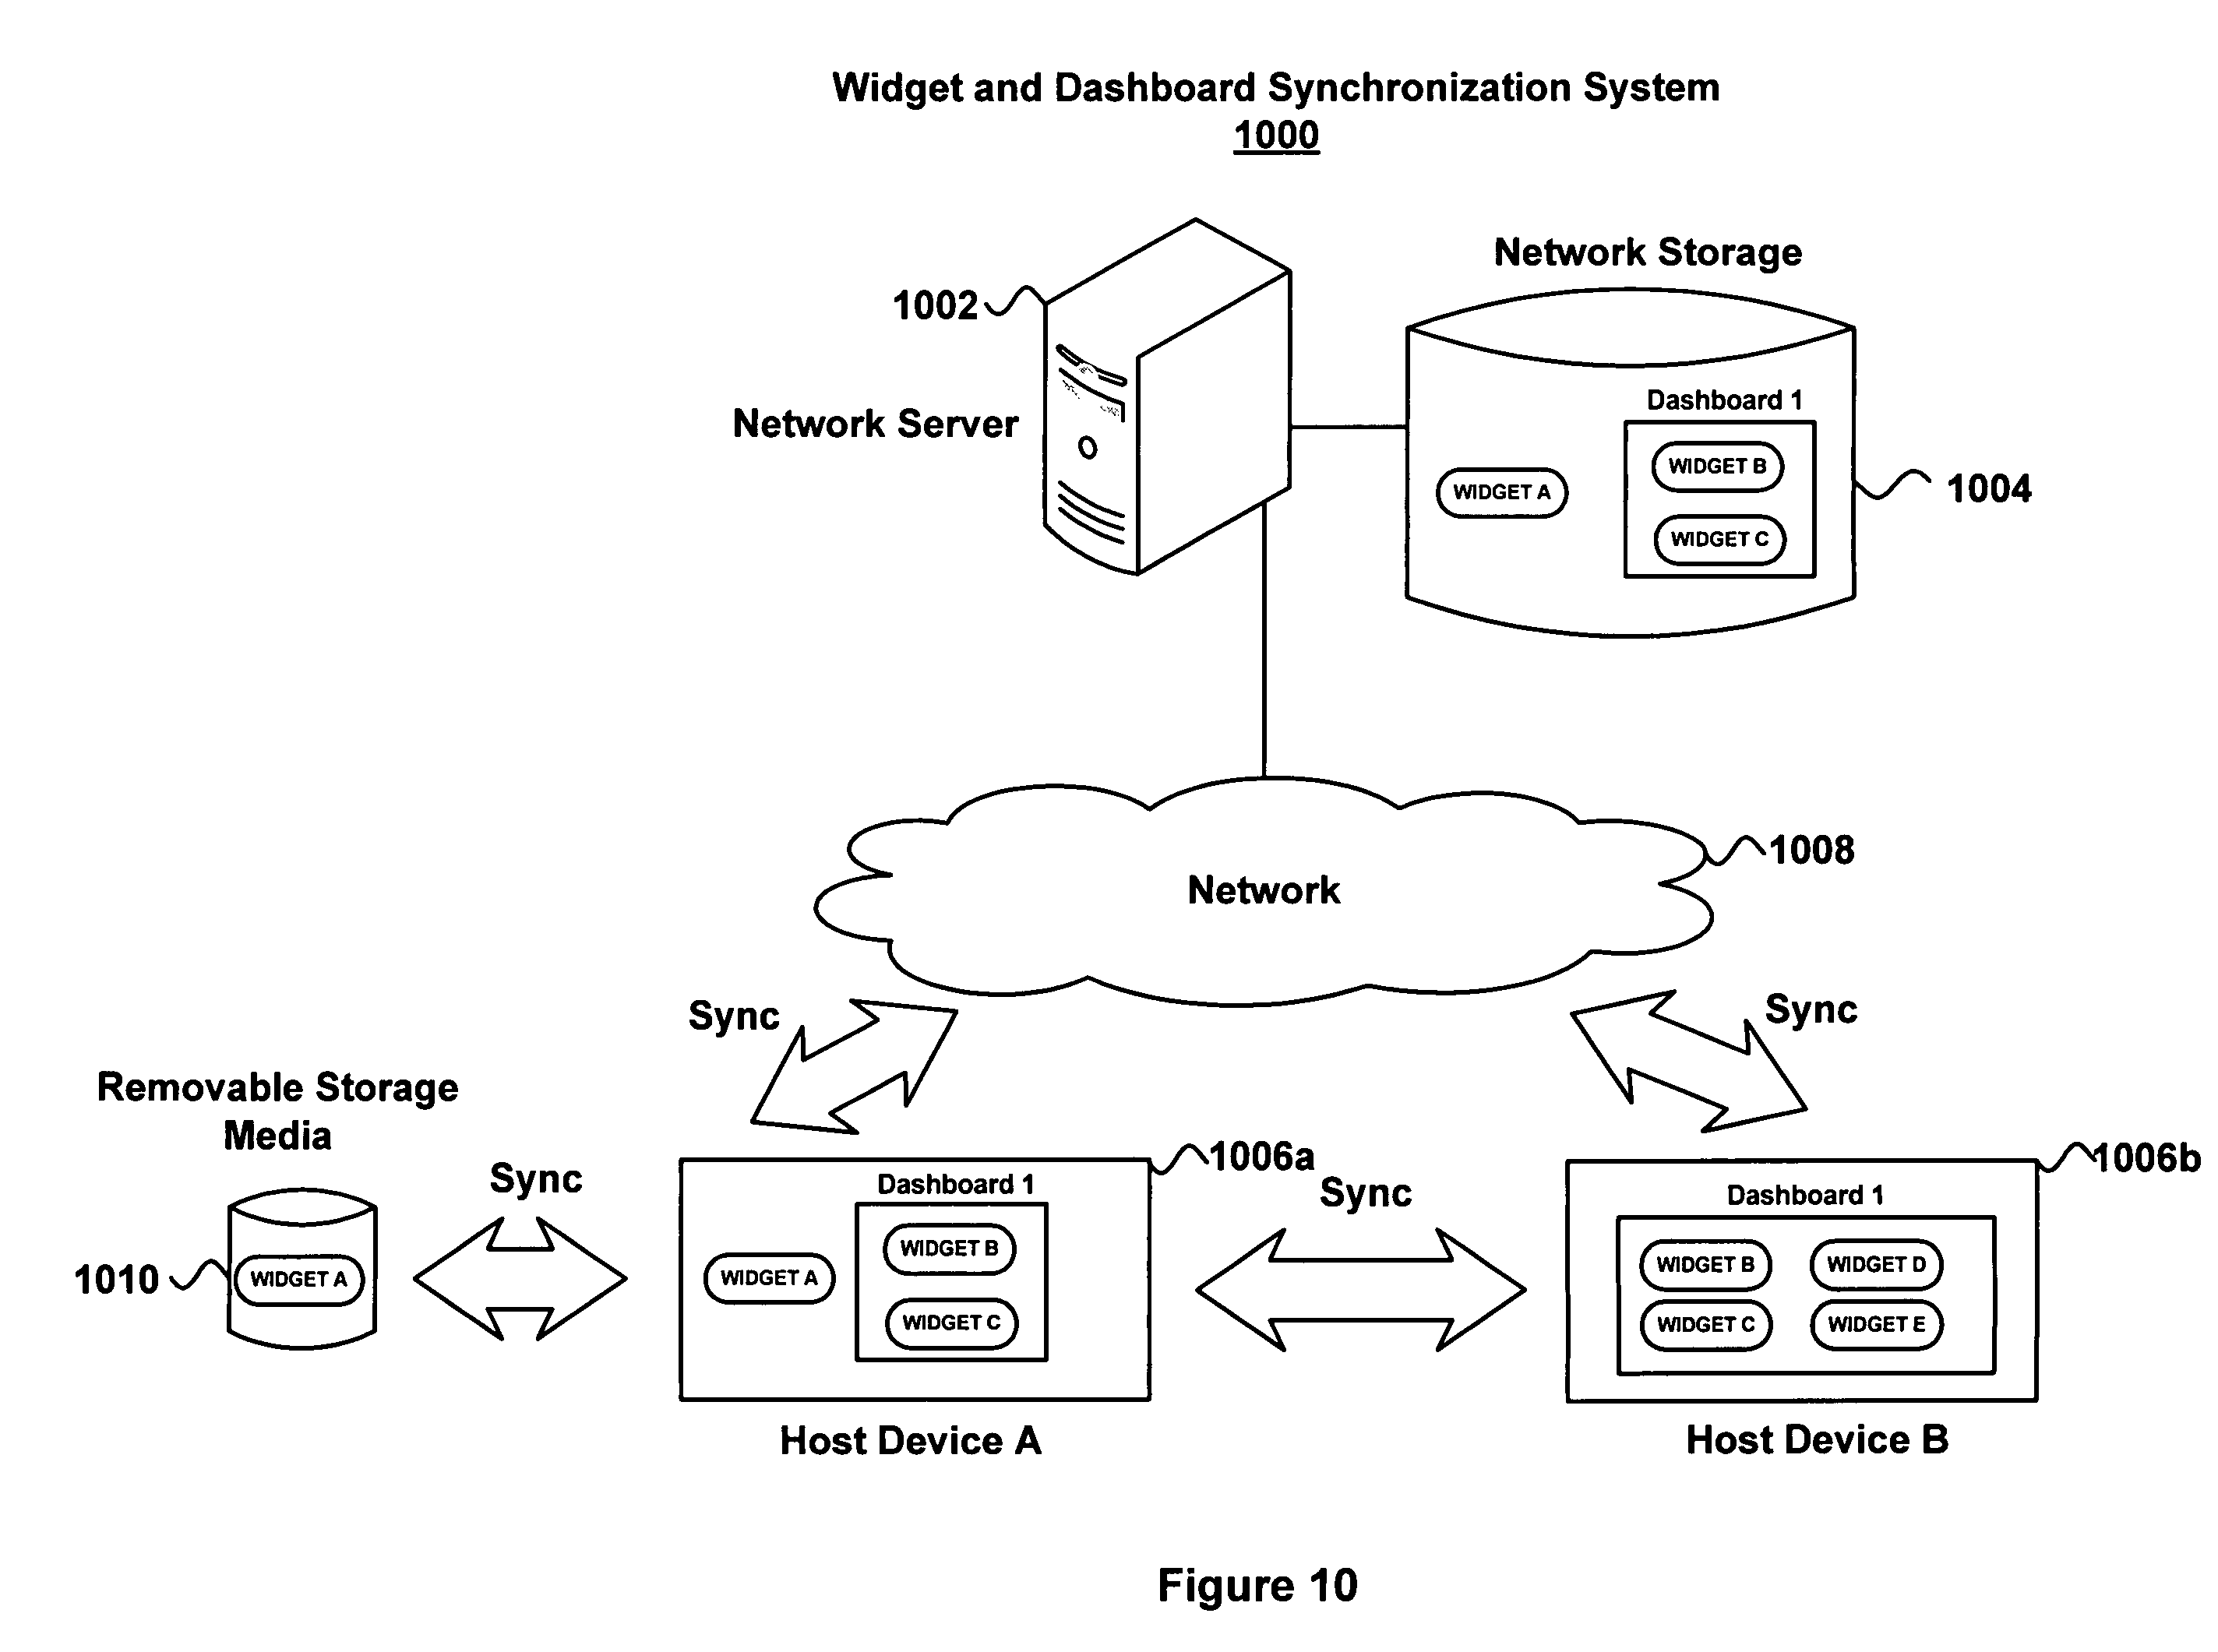 Widget and Dashboard Synchronization System
1000
Network Storage
1002
Network Server
Dashboard 1
WIDGET B
WIDGET A
WIDGET C
1004
1008
Network
Sync
Sync
Removable Storage
Media
Sync
1006a
Sync
1006b
Dashboard 1
Dashboard 1
1010
WIDGET A
WIDGET A
WIDGET B
WIDGET C
WIDGET B
WIDGET D
WIDGET C
WIDGET E
Host Device A
Host Device B
Figure 10